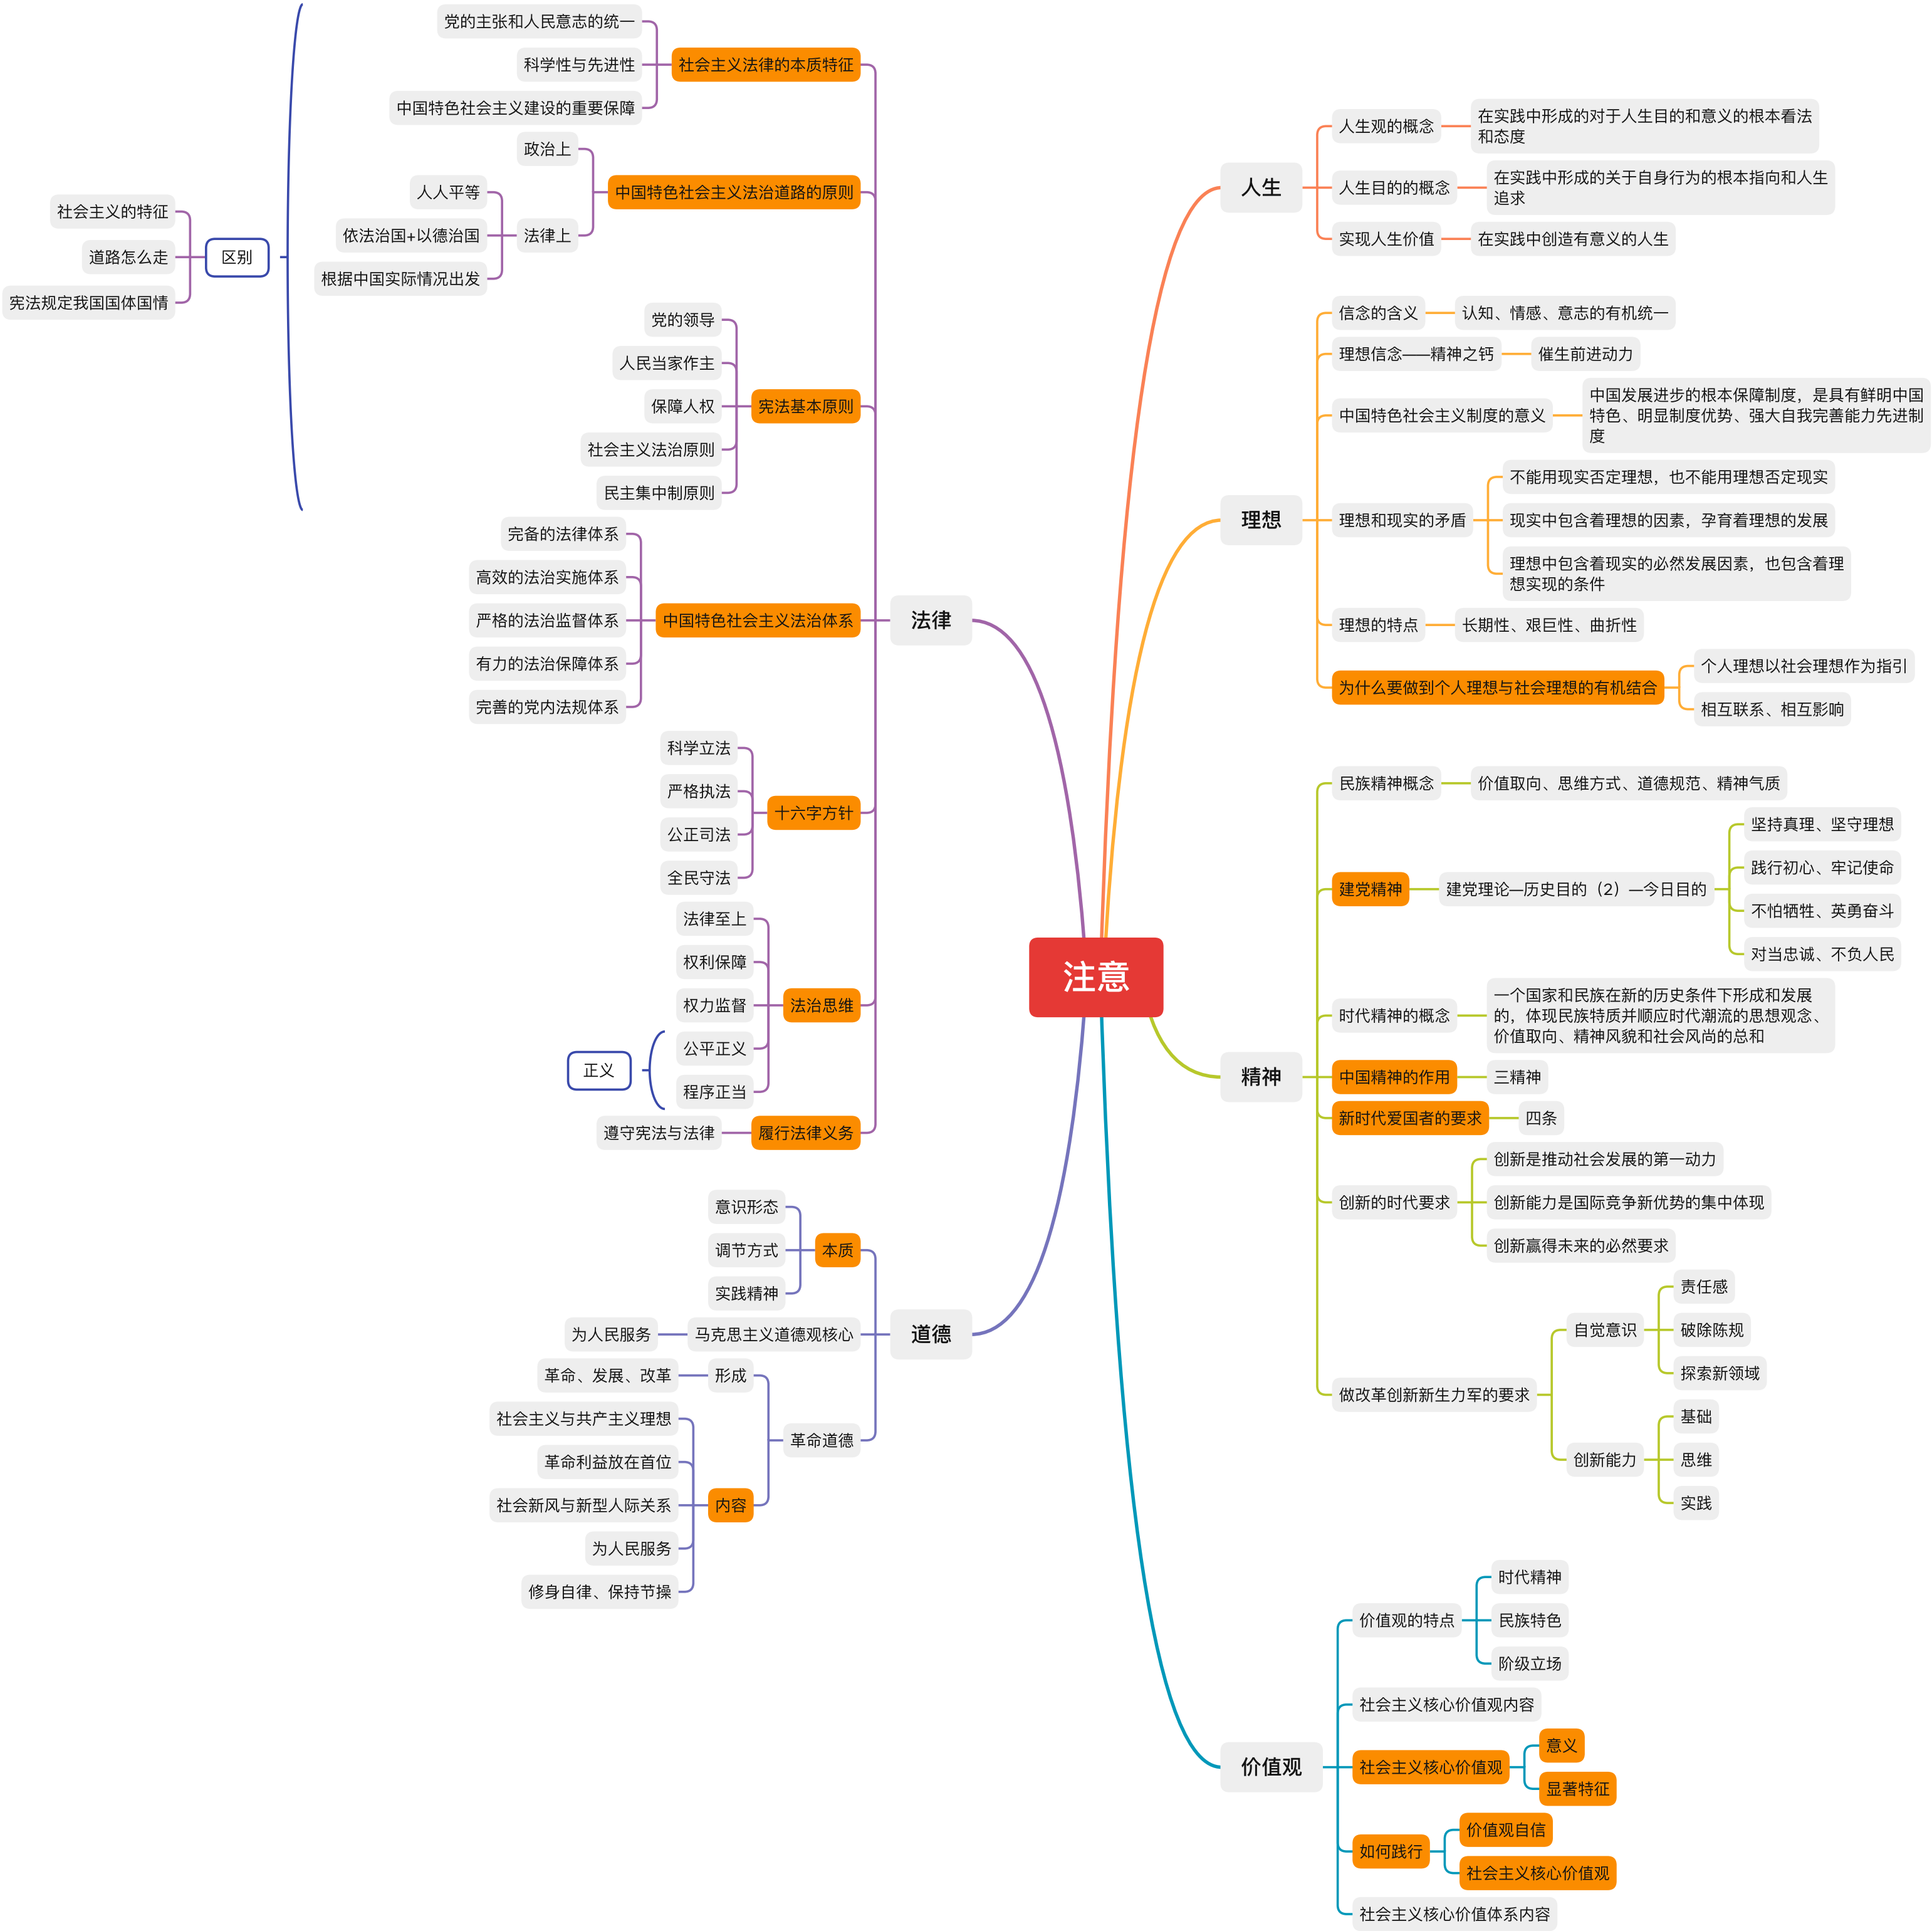 注意
人生
人生观的概念
在实践中形成的对于人生目的和意义的根本看法
和态度
人生目的的概念
在实践中形成的关于自身行为的根本指向和人生
追求
实现人生价值
在实践中创造有意义的人生
理想
信念的含义
认知、情感、意志的有机统一
理想信念——精神之钙
催生前进动力
中国特色社会主义制度的意义
中国发展进步的根本保障制度，是具有鲜明中国
特色、明显制度优势、强大自我完善能力先进制
度
理想和现实的矛盾
不能用现实否定理想，也不能用理想否定现实
现实中包含着理想的因素，孕育着理想的发展
理想中包含着现实的必然发展因素，也包含着理
想实现的条件
理想的特点
长期性、艰巨性、曲折性
为什么要做到个人理想与社会理想的有机结合
个人理想以社会理想作为指引
相互联系、相互影响
精神
民族精神概念
价值取向、思维方式、道德规范、精神气质
建党精神
建党理论—历史目的（2）—今日目的
坚持真理、坚守理想
践行初心、牢记使命
不怕牺牲、英勇奋斗
对当忠诚、不负人民
时代精神的概念
一个国家和民族在新的历史条件下形成和发展
的，体现民族特质并顺应时代潮流的思想观念、
价值取向、精神风貌和社会风尚的总和
中国精神的作用
三精神
新时代爱国者的要求
四条
创新的时代要求
创新是推动社会发展的第一动力
创新能力是国际竞争新优势的集中体现
创新赢得未来的必然要求
做改革创新新生力军的要求
自觉意识
责任感
破除陈规
探索新领域
创新能力
基础
思维
实践
价值观
价值观的特点
时代精神
民族特色
阶级立场
社会主义核心价值观内容
社会主义核心价值观
意义
显著特征
如何践行
价值观自信
社会主义核心价值观
社会主义核心价值体系内容
法律
社会主义法律的本质特征
党的主张和人民意志的统一
科学性与先进性
中国特色社会主义建设的重要保障
中国特色社会主义法治道路的原则
政治上
法律上
人人平等
依法治国+以德治国
根据中国实际情况出发
宪法基本原则
党的领导
人民当家作主
保障人权
社会主义法治原则
民主集中制原则
区别
社会主义的特征
道路怎么走
宪法规定我国国体国情
中国特色社会主义法治体系
完备的法律体系
高效的法治实施体系
严格的法治监督体系
有力的法治保障体系
完善的党内法规体系
十六字方针
科学立法
严格执法
公正司法
全民守法
法治思维
法律至上
权利保障
权力监督
公平正义
程序正当
正义
履行法律义务
遵守宪法与法律
道德
本质
意识形态
调节方式
实践精神
马克思主义道德观核心
为人民服务
革命道德
形成
革命、发展、改革
内容
社会主义与共产主义理想
革命利益放在首位
社会新风与新型人际关系
为人民服务
修身自律、保持节操